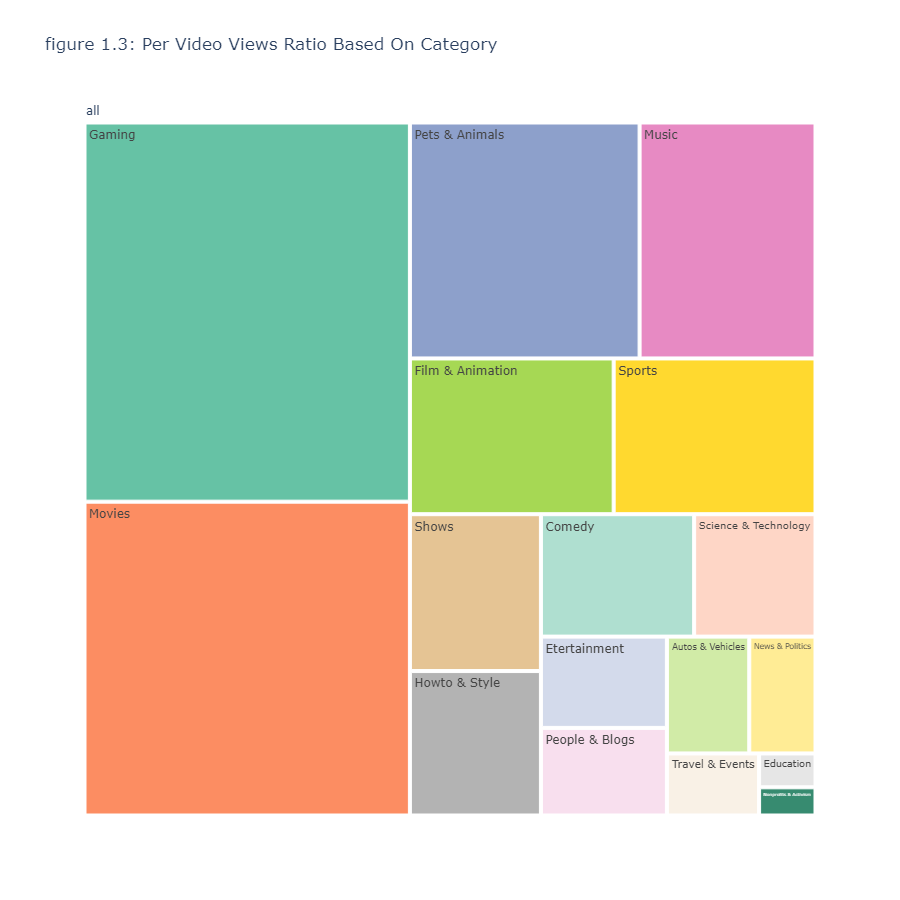 figure 1.3: Per Video Views Ratio Based On Category
all
Gaming
Pets & Animals
Music
Film & Animation
Sports
Movies
Shows
Comedy
Science & Technology
Etertainment
Autos & Vehicles
News & Politics
Howto & Style
People & Blogs
Travel & Events
Education
Nonprofits & Activism